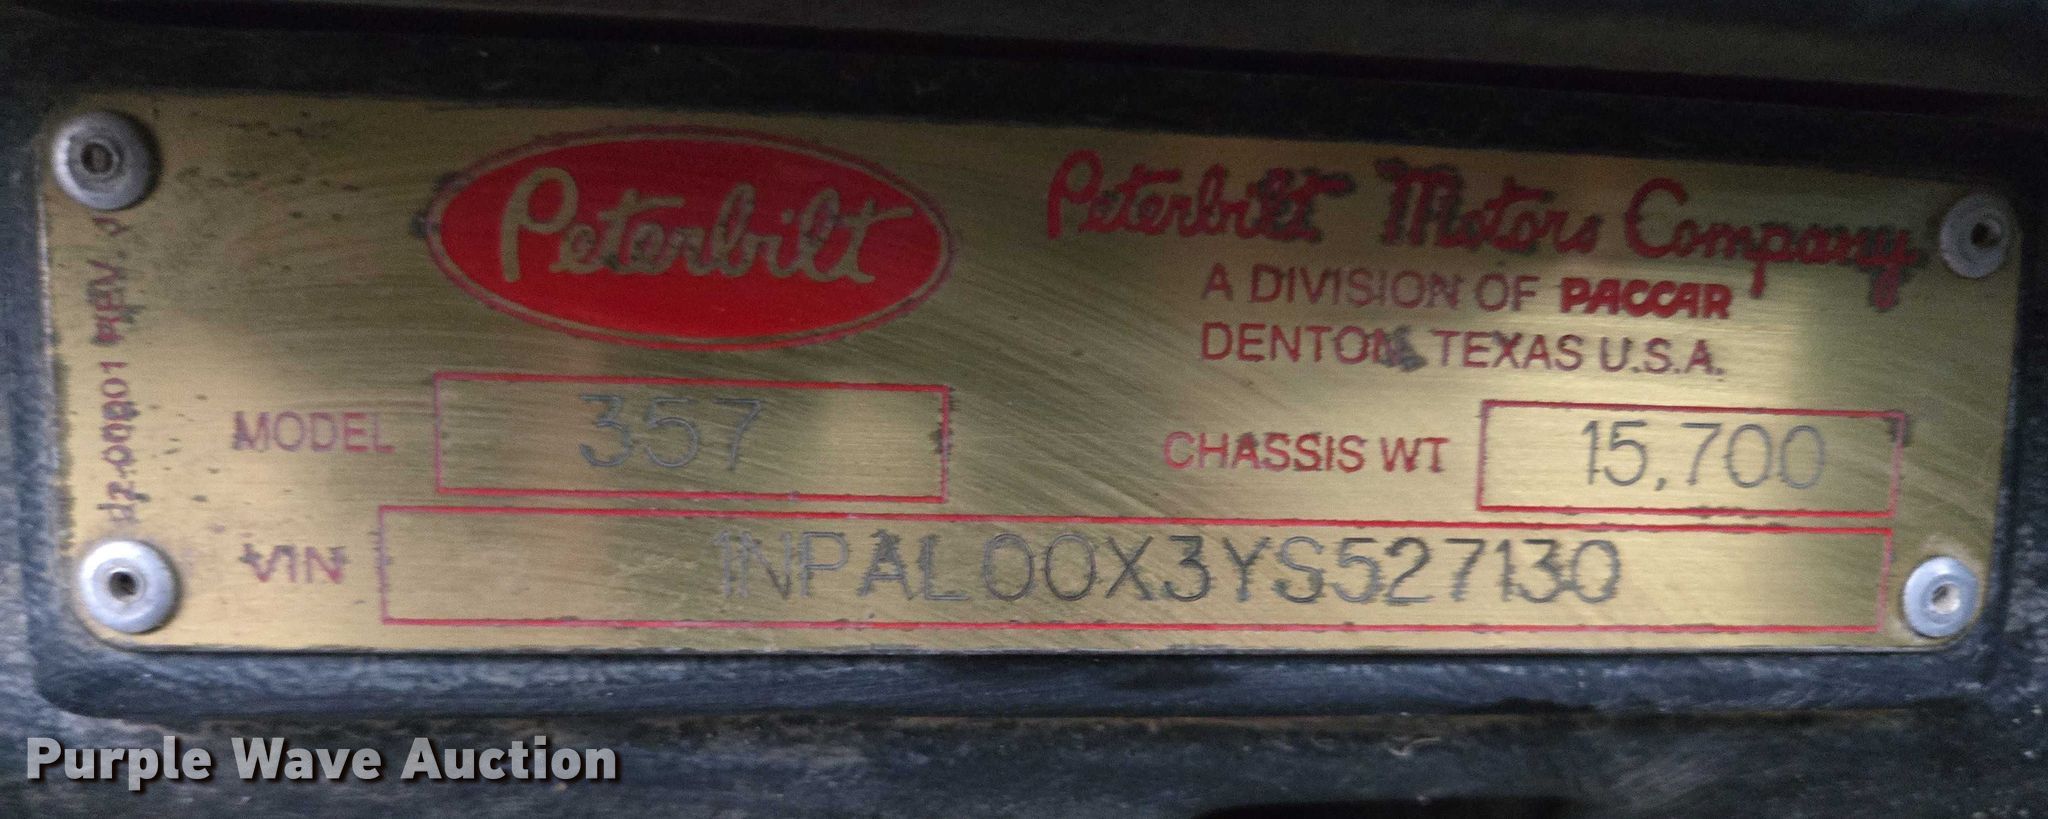 Peterbilt
Peterbilt Motors Company
A DIVISION OF PACCAR
DENTON, TEXAS U.S.A.
MODEL 357
CHASSIS WT 15,700
VIN 1NPAL00X3YS527130
REV.
Purple Wave Auction